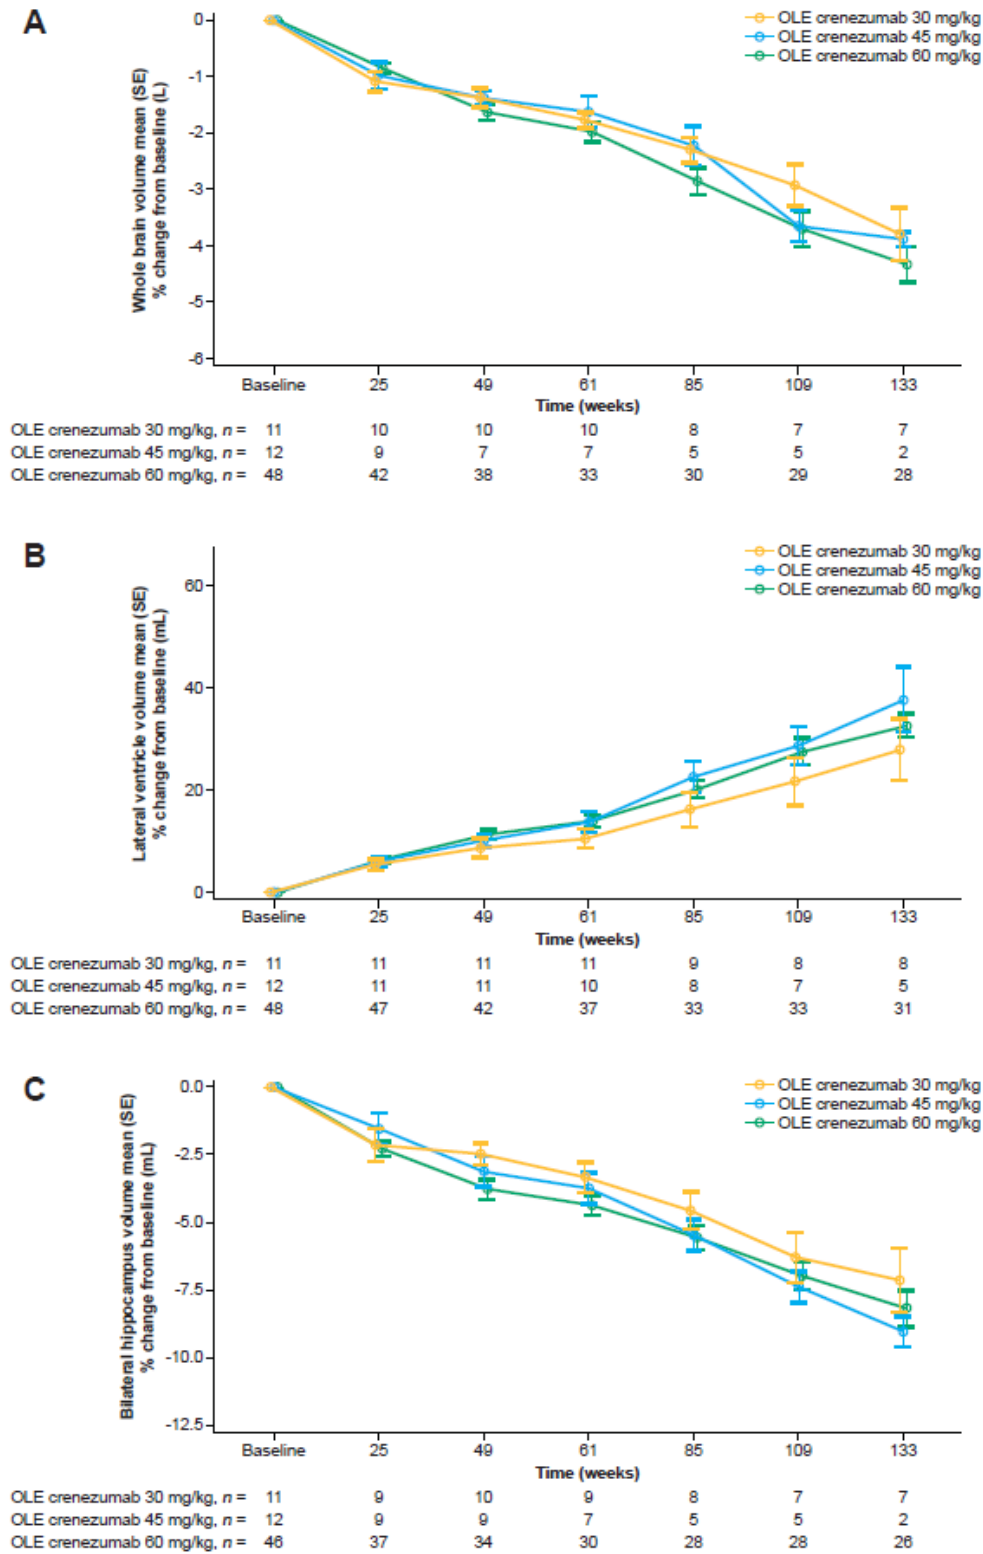 A
OLE crenezumab 30 mg/kg
OLE crenezumab 45 mg/kg
OLE crenezumab 60 mg/kg
Whole brain volume mean (SE)
% change from baseline (L)
0
-1
-2
-3
-4
-5
-6
Baseline 25 49 61 85 109 133
Time (weeks)
OLE crenezumab 30 mg/kg, n = 11 10 10 10 8 7 7
OLE crenezumab 45 mg/kg, n = 12 9 7 7 5 5 2
OLE crenezumab 60 mg/kg, n = 48 42 38 33 30 29 28
B
OLE crenezumab 30 mg/kg
OLE crenezumab 45 mg/kg
OLE crenezumab 60 mg/kg
Lateral ventricle volume mean (SE)
% change from baseline (mL)
60
40
20
0
Baseline 25 49 61 85 109 133
Time (weeks)
OLE crenezumab 30 mg/kg, n = 11 11 11 11 9 8 8
OLE crenezumab 45 mg/kg, n = 12 11 11 10 8 7 5
OLE crenezumab 60 mg/kg, n = 48 47 42 37 33 33 31
C
OLE crenezumab 30 mg/kg
OLE crenezumab 45 mg/kg
OLE crenezumab 60 mg/kg
Bilateral hippocampus volume mean (SE)
% change from baseline (mL)
0.0
-2.5
-5.0
-7.5
-10.0
-12.5
Baseline 25 49 61 85 109 133
Time (weeks)
OLE crenezumab 30 mg/kg, n = 11 9 10 9 8 7 7
OLE crenezumab 45 mg/kg, n = 12 9 9 7 5 5 2
OLE crenezumab 60 mg/kg, n = 46 37 34 30 28 28 26